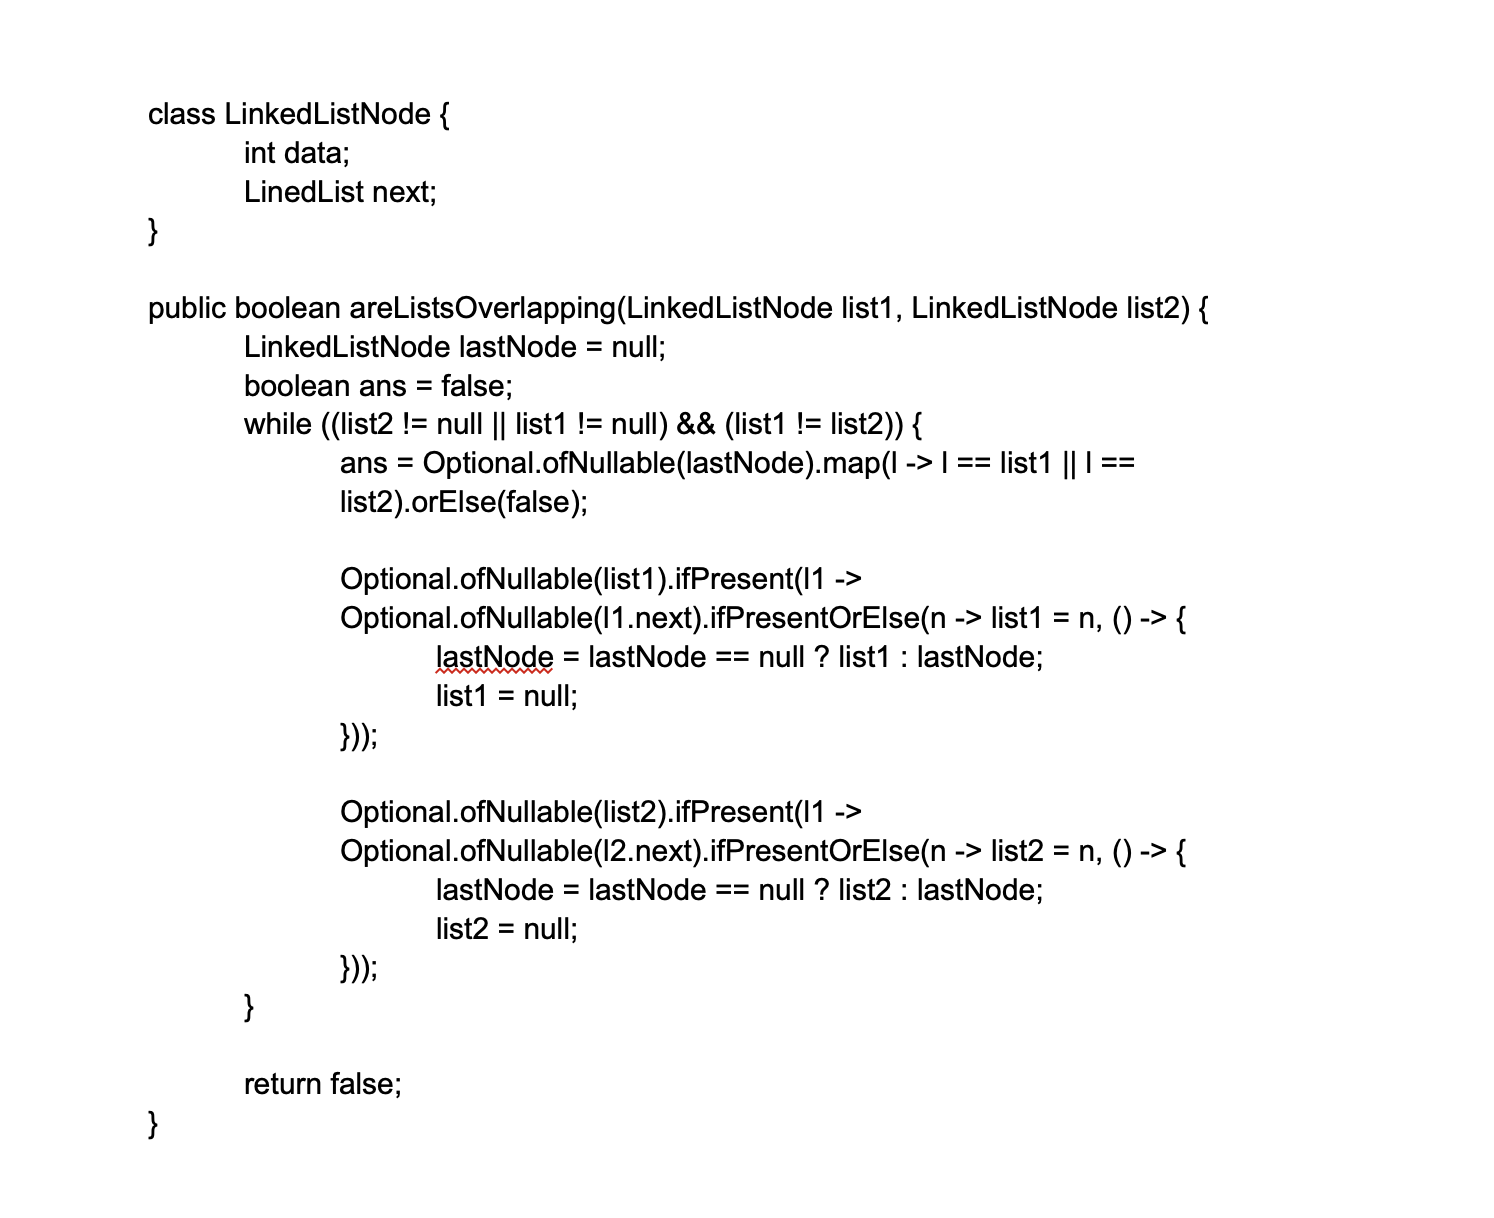 class LinkedListNode {
int data;
LinedList next;
}
public boolean areListsOverlapping(LinkedListNode list1, LinkedListNode list2) {
LinkedListNode lastNode = null;
boolean ans = false;
while ((list2 != null || list1 != null) && (list1 != list2)) {
ans = Optional.ofNullable(lastNode).map(l -> l == list1 || l ==
list2).orElse(false);
Optional.ofNullable(list1).ifPresent(l1 ->
Optional.ofNullable(l1.next).ifPresentOrElse(n -> list1 = n, () -> {
lastNode = lastNode == null ? list1 : lastNode;
list1 = null;
}));
Optional.ofNullable(list2).ifPresent(l1 ->
Optional.ofNullable(l2.next).ifPresentOrElse(n -> list2 = n, () -> {
lastNode = lastNode == null ? list2 : lastNode;
list2 = null;
}));
}
return false;
}